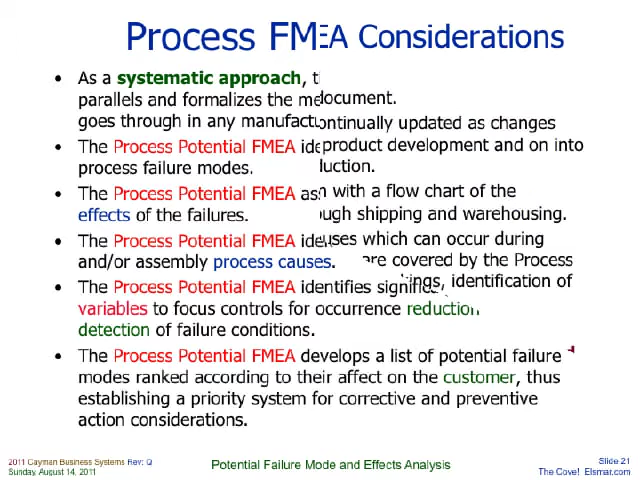 Process FMEA Considerations
• As a systematic approach, t
parallels and formalizes the me document.
goes through in any manufactu ontinually updated as changes
• The Process Potential FMEA ide product development and on into
process failure modes. duction.
• The Process Potential FMEA ass n with a flow chart of the
effects of the failures. ough shipping and warehousing.
• The Process Potential FMEA iden uses which can occur during
and/or assembly process causes. are covered by the Process
• The Process Potential FMEA identifies signific ings, identification of
variables to focus controls for occurrence reduction
detection of failure conditions.
• The Process Potential FMEA develops a list of potential failure
modes ranked according to their affect on the customer, thus
establishing a priority system for corrective and preventive
action considerations.
2011 Cayman Business Systems Rev: Q
Sunday, August 14, 2011
Potential Failure Mode and Effects Analysis
Slide 21
The Cove! Elsmar.com